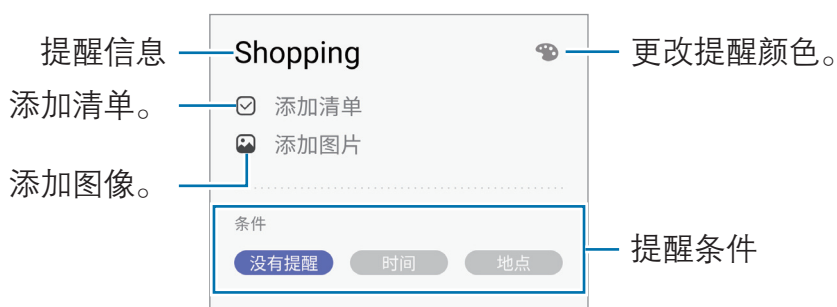 提醒信息
Shopping
更改提醒颜色。
添加清单。
添加清单
添加图片
添加图像。
条件
没有提醒 时间 地点
提醒条件